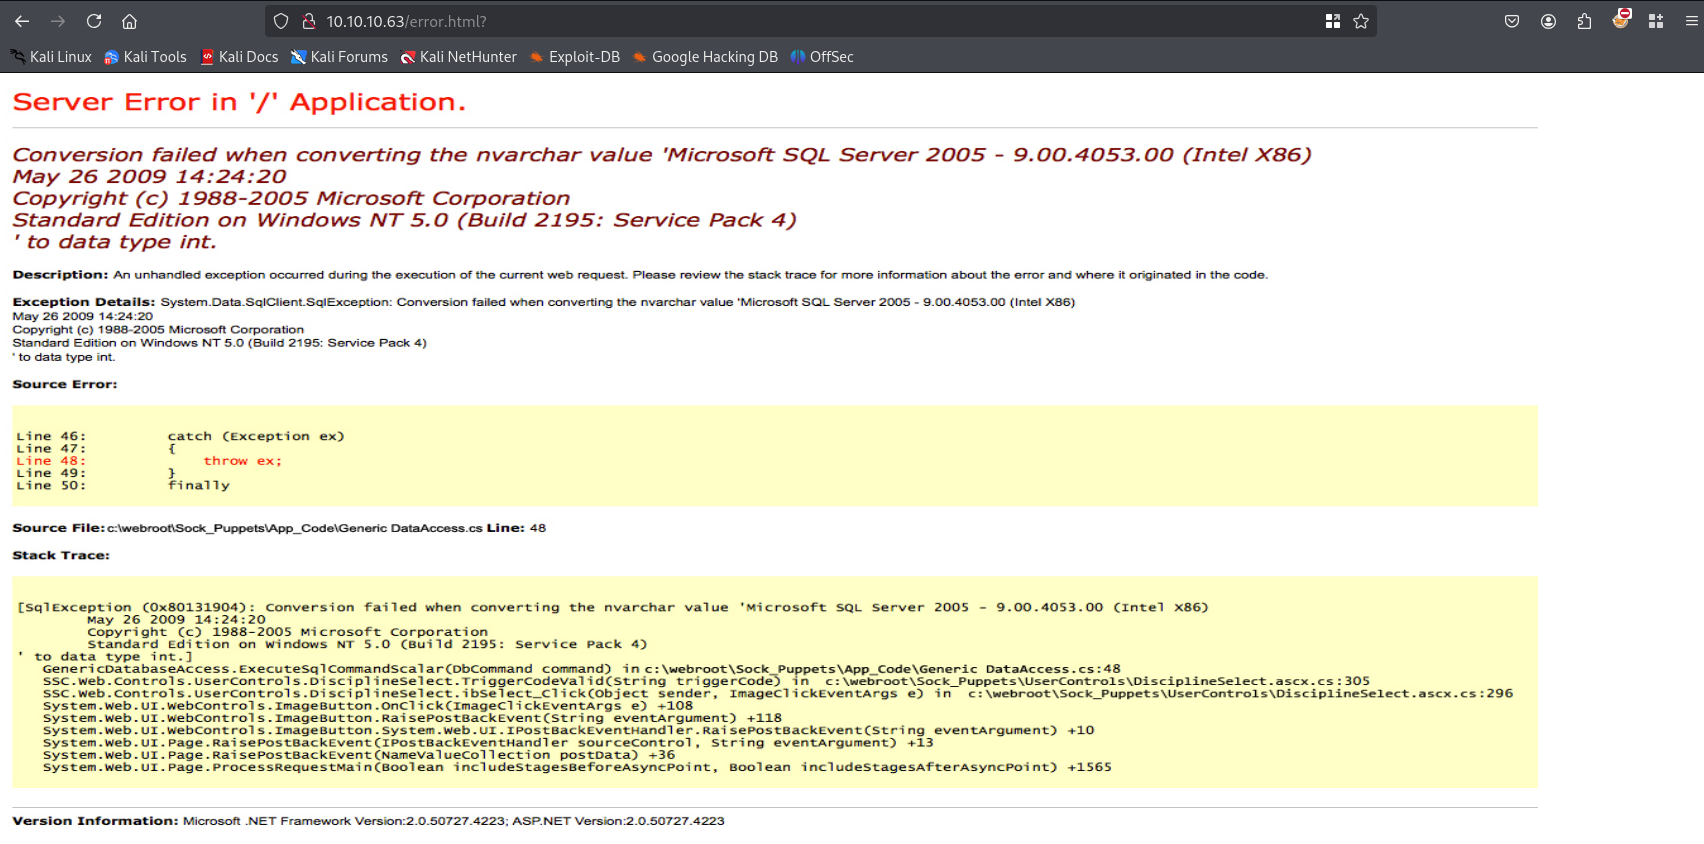 10.10.10.63/error.html?
Kali Linux Kali Tools Kali Docs Kali Forums Kali NetHunter Exploit-DB Google Hacking DB OffSec
Server Error in '/' Application.
Conversion failed when converting the nvarchar value 'Microsoft SQL Server 2005 - 9.00.4053.00 (Intel X86)
May 26 2009 14:24:20
Copyright (c) 1988-2005 Microsoft Corporation
Standard Edition on Windows NT 5.0 (Build 2195: Service Pack 4)
' to data type int.
Description: An unhandled exception occurred during the execution of the current web request. Please review the stack trace for more information about the error and where it originated in the code.
Exception Details: System.Data.SqlClient.SqlException: Conversion failed when converting the nvarchar value 'Microsoft SQL Server 2005 - 9.00.4053.00 (Intel X86)
May 26 2009 14:24:20
Copyright (c) 1988-2005 Microsoft Corporation
Standard Edition on Windows NT 5.0 (Build 2195: Service Pack 4)
' to data type int.
Source Error:
Line 46: catch (Exception ex)
Line 47: {
Line 48: throw ex;
Line 49: }
Line 50: finally
Source File: c:\webroot\Sock_Puppets\App_Code\Generic DataAccess.cs Line: 48
Stack Trace:
[SqlException (0x80131904): Conversion failed when converting the nvarchar value 'Microsoft SQL Server 2005 - 9.00.4053.00 (Intel X86)
May 26 2009 14:24:20
Copyright (c) 1988-2005 Microsoft Corporation
Standard Edition on Windows NT 5.0 (Build 2195: Service Pack 4)
' to data type int.]
GenericDatabaseAccess.ExecuteSqlCommandScalar(DbCommand command) in c:\webroot\Sock_Puppets\App_Code\Generic DataAccess.cs:48
SSC.Web.Controls.UserControls.DisciplineSelect.TriggerCodeValid(String triggerCode) in c:\webroot\Sock_Puppets\UserControls\DisciplineSelect.ascx.cs:305
SSC.Web.Controls.UserControls.DisciplineSelect.ibSelect_Click(Object sender, ImageClickEventArgs e) in c:\webroot\Sock_Puppets\UserControls\DisciplineSelect.ascx.cs:296
System.Web.UI.WebControls.ImageButton.OnClick(ImageClickEventArgs e) +108
System.Web.UI.WebControls.ImageButton.RaisePostBackEvent(String eventArgument) +118
System.Web.UI.WebControls.ImageButton.System.Web.UI.IPostBackEventHandler.RaisePostBackEvent(String eventArgument) +10
System.Web.UI.Page.RaisePostBackEvent(IPostBackEventHandler sourceControl, String eventArgument) +13
System.Web.UI.Page.RaisePostBackEvent(NameValueCollection postData) +36
System.Web.UI.Page.ProcessRequestMain(Boolean includeStagesBeforeAsyncPoint, Boolean includeStagesAfterAsyncPoint) +1565
Version Information: Microsoft .NET Framework Version:2.0.50727.4223; ASP.NET Version:2.0.50727.4223